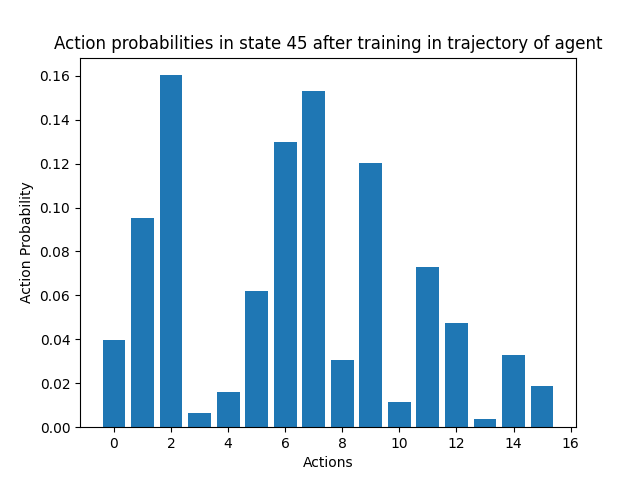 Action probabilities in state 45 after training in trajectory of agent
0.16
0.14
0.12
0.10
0.08
0.06
0.04
0.02
0.00
Action Probability
0 2 4 6 8 10 12 14 16
Actions